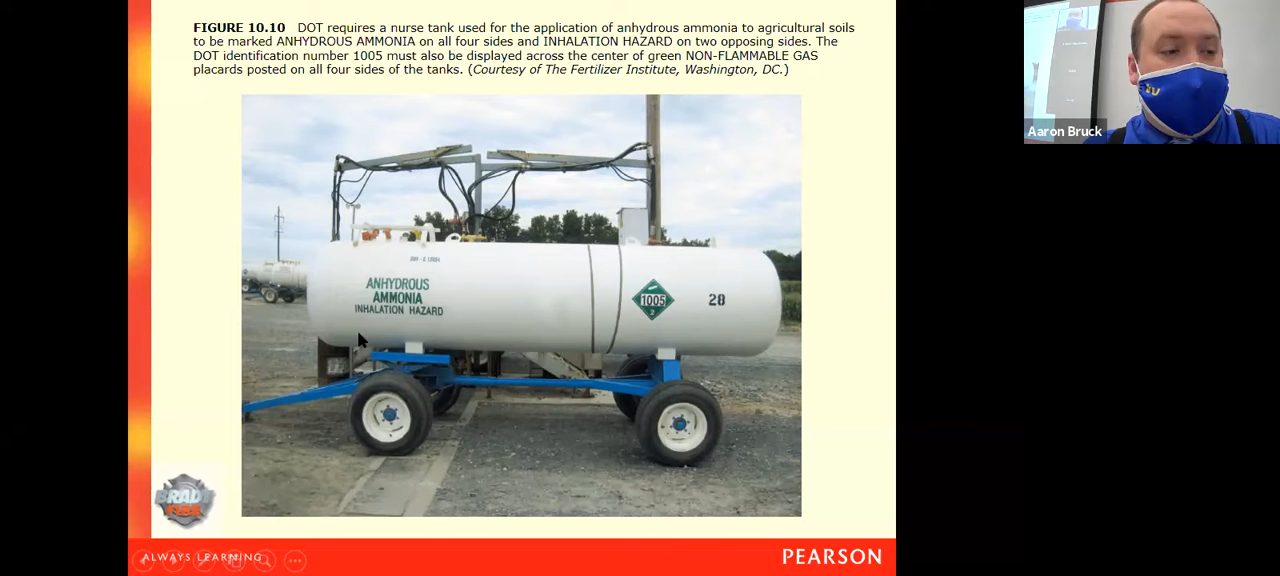 FIGURE 10.10 DOT requires a nurse tank used for the application of anhydrous ammonia to agricultural soils
to be marked ANHYDROUS AMMONIA on all four sides and INHALATION HAZARD on two opposing sides. The
DOT identification number 1005 must also be displayed across the center of green NON-FLAMMABLE GAS
placards posted on all four sides of the tanks. (Courtesy of The Fertilizer Institute, Washington, DC.)
Aaron Bruck
ANHYDROUS
AMMONIA
INHALATION HAZARD
1005
2
28
BRADY
FIRE
ALWAYS LEARNING
PEARSON